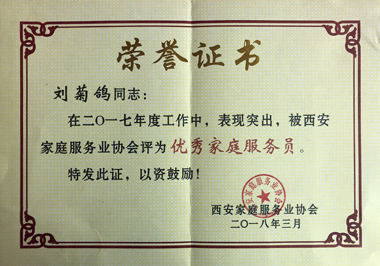 荣誉证书
刘菊鸽同志：
在二〇一七年度工作中，表现突出，被西安
家庭服务业协会评为优秀家庭服务员。
特发此证，以资鼓励！
西安家庭服务业协会
二〇一八年三月